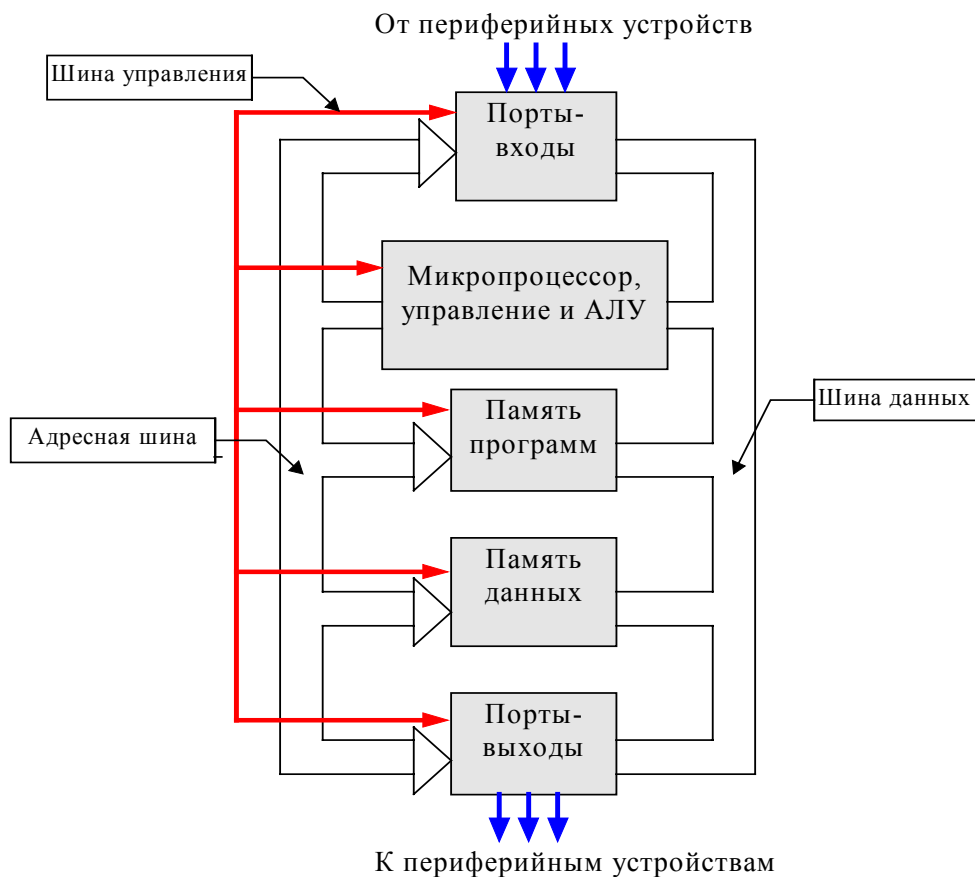 От периферийных устройств
Шина управления
Порты-
входы
Микропроцессор,
управление и АЛУ
Память
программ
Шина данных
Адресная шина
Память
данных
Порты-
выходы
К периферийным устройствам